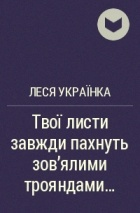 ЛЕСЯ УКРАЇНКА
Твої листи
завжди пахнуть
зов’ялими
трояндами...